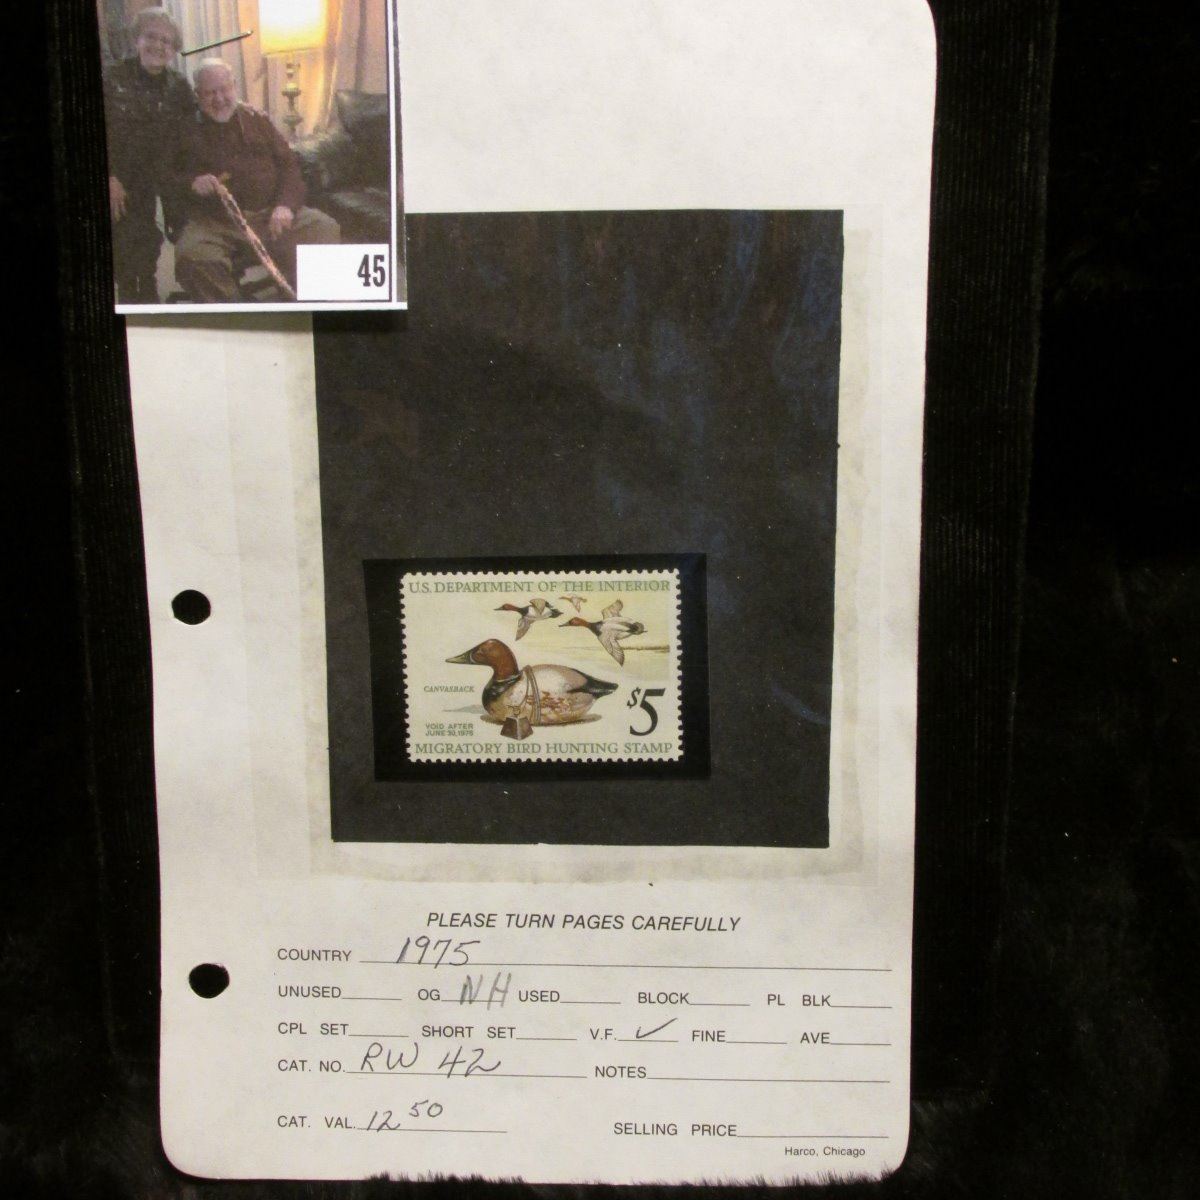 45
U.S. DEPARTMENT OF THE INTERIOR
CANVASBACK
$5
VOID AFTER
JUNE 30, 1976
MIGRATORY BIRD HUNTING STAMP
PLEASE TURN PAGES CAREFULLY
COUNTRY 1975
UNUSED OG NH USED BLOCK PL BLK
CPL SET SHORT SET V.F. ✓ FINE AVE
CAT. NO. RW 42 NOTES
CAT. VAL. 12 50 SELLING PRICE
Harco, Chicago